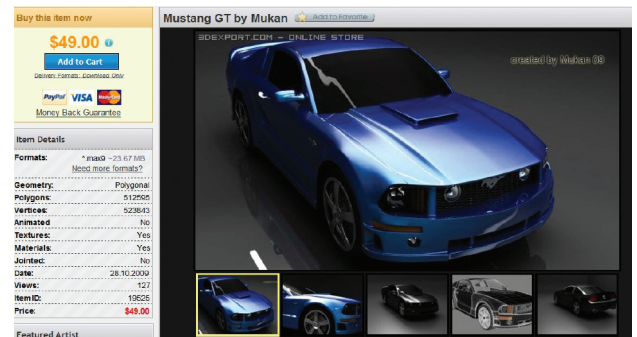 Buy this item now
$49.00
Add to Cart
Delivery Formats: Download Only
PayPal VISA MasterCard
Money Back Guarantee
Item Details
Formats: *.max9 ~23.67 MB
Need more formats?
Geometry: Polygonal
Polygons: 512595
Vertices: 523843
Animated No
Textures: Yes
Materials: Yes
Jointed: No
Date: 28.10.2009
Views: 127
ItemID: 19626
Price: $49.00
Featured Artist
Mustang GT by Mukan Add to Favorite
3DEXPORT.COM - ONLINE STORE
created by Mukan 09